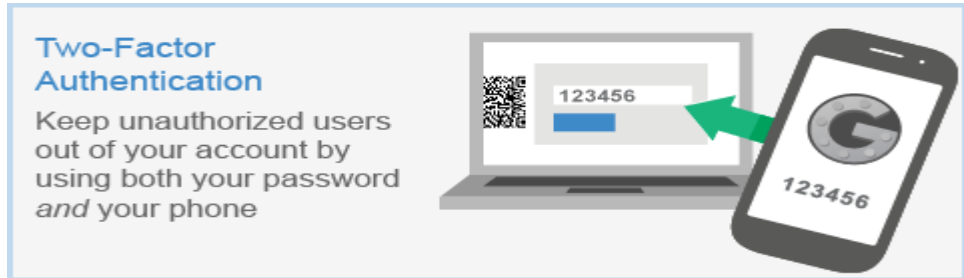 Two-Factor
Authentication
Keep unauthorized users
out of your account by
using both your password
and your phone
123456
G
123456